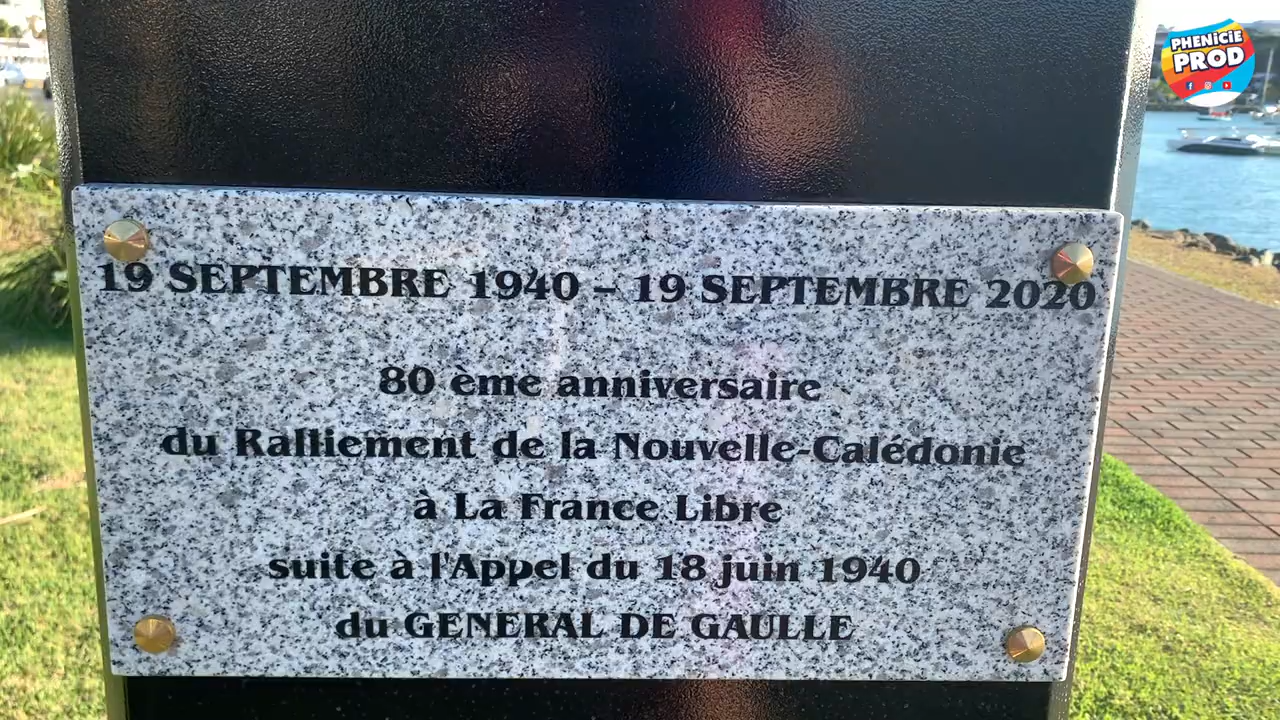 PHENiCiE
PROD
19 SEPTEMBRE 1940 – 19 SEPTEMBRE 2020
80 ème anniversaire
du Ralliement de la Nouvelle-Calédonie
à La France Libre
suite à l'Appel du 18 juin 1940
du GENERAL DE GAULLE